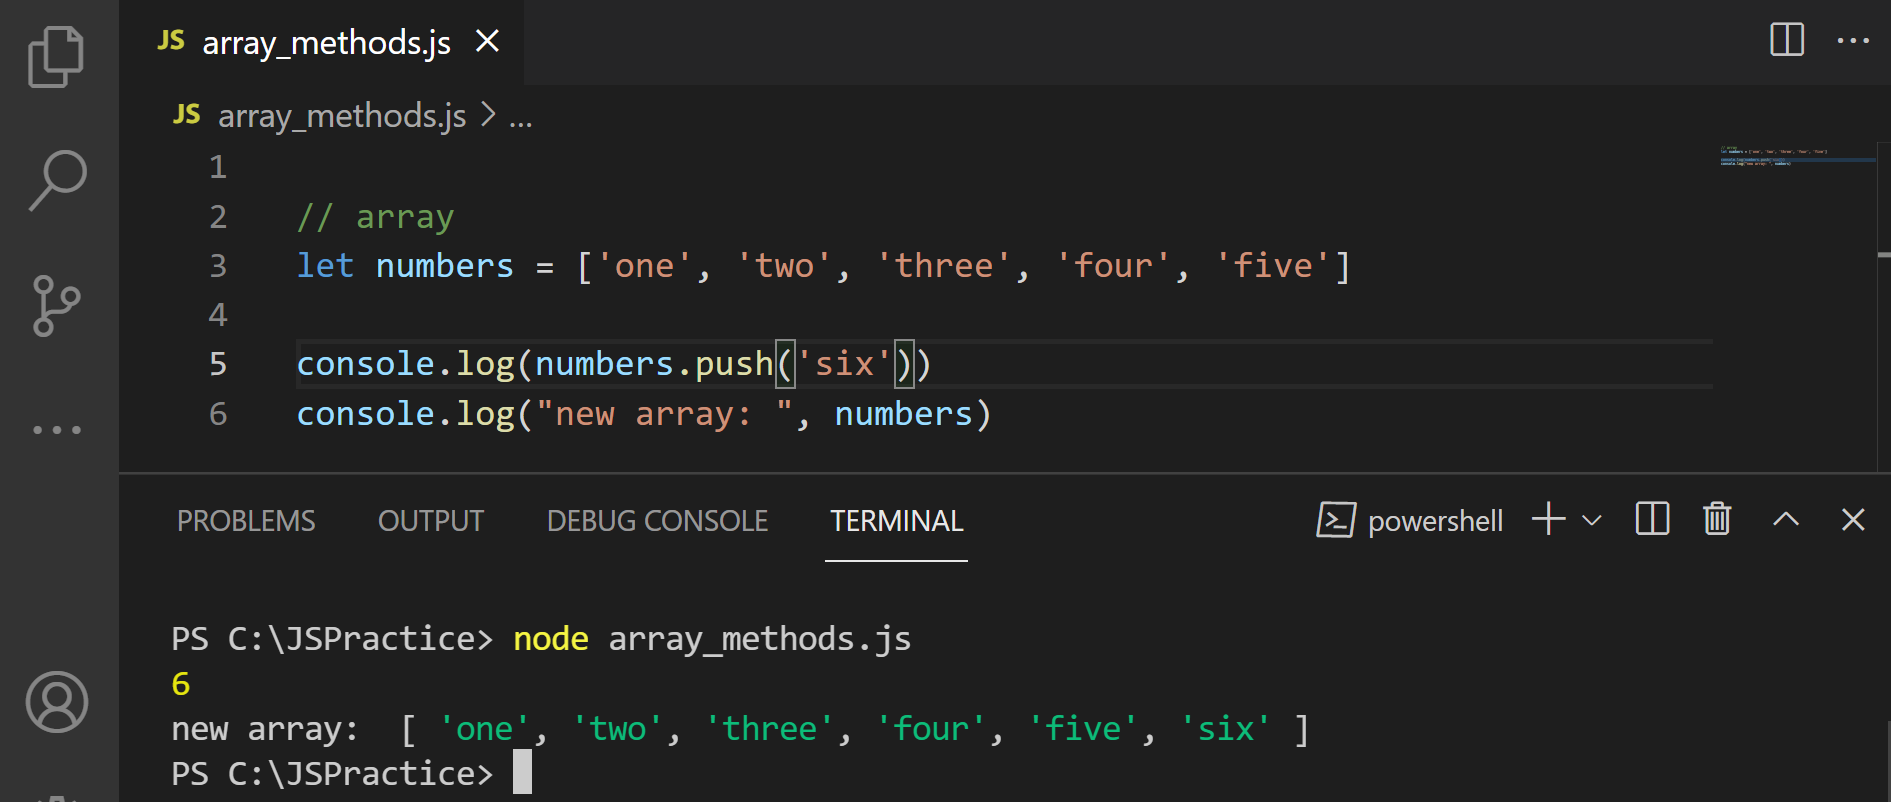 JS array_methods.js
JS array_methods.js > ...
1
2 // array
3 let numbers = ['one', 'two', 'three', 'four', 'five']
4
5 console.log(numbers.push('six'))
6 console.log("new array: ", numbers)
PROBLEMS OUTPUT DEBUG CONSOLE TERMINAL powershell
PS C:\JSPractice> node array_methods.js
6
new array:  [ 'one', 'two', 'three', 'four', 'five', 'six' ]
PS C:\JSPractice>